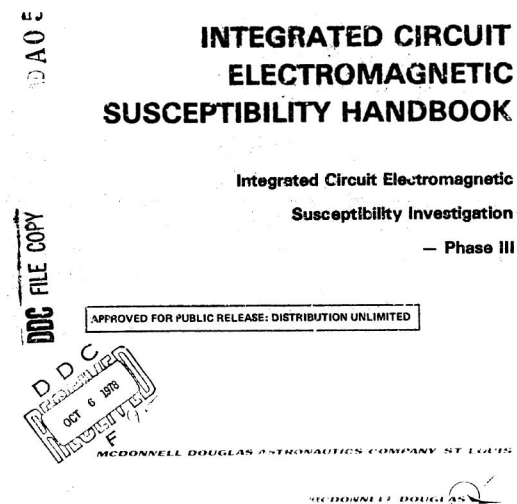 INTEGRATED CIRCUIT
ELECTROMAGNETIC
SUSCEPTIBILITY HANDBOOK
Integrated Circuit Electromagnetic
Susceptibility Investigation
— Phase III
DDC FILE COPY
APPROVED FOR PUBLIC RELEASE: DISTRIBUTION UNLIMITED
DDC
OCT 6 1978
F
MCDONNELL DOUGLAS ASTRONAUTICS COMPANY ST LOUIS
MCDONNELL DOUGLAS